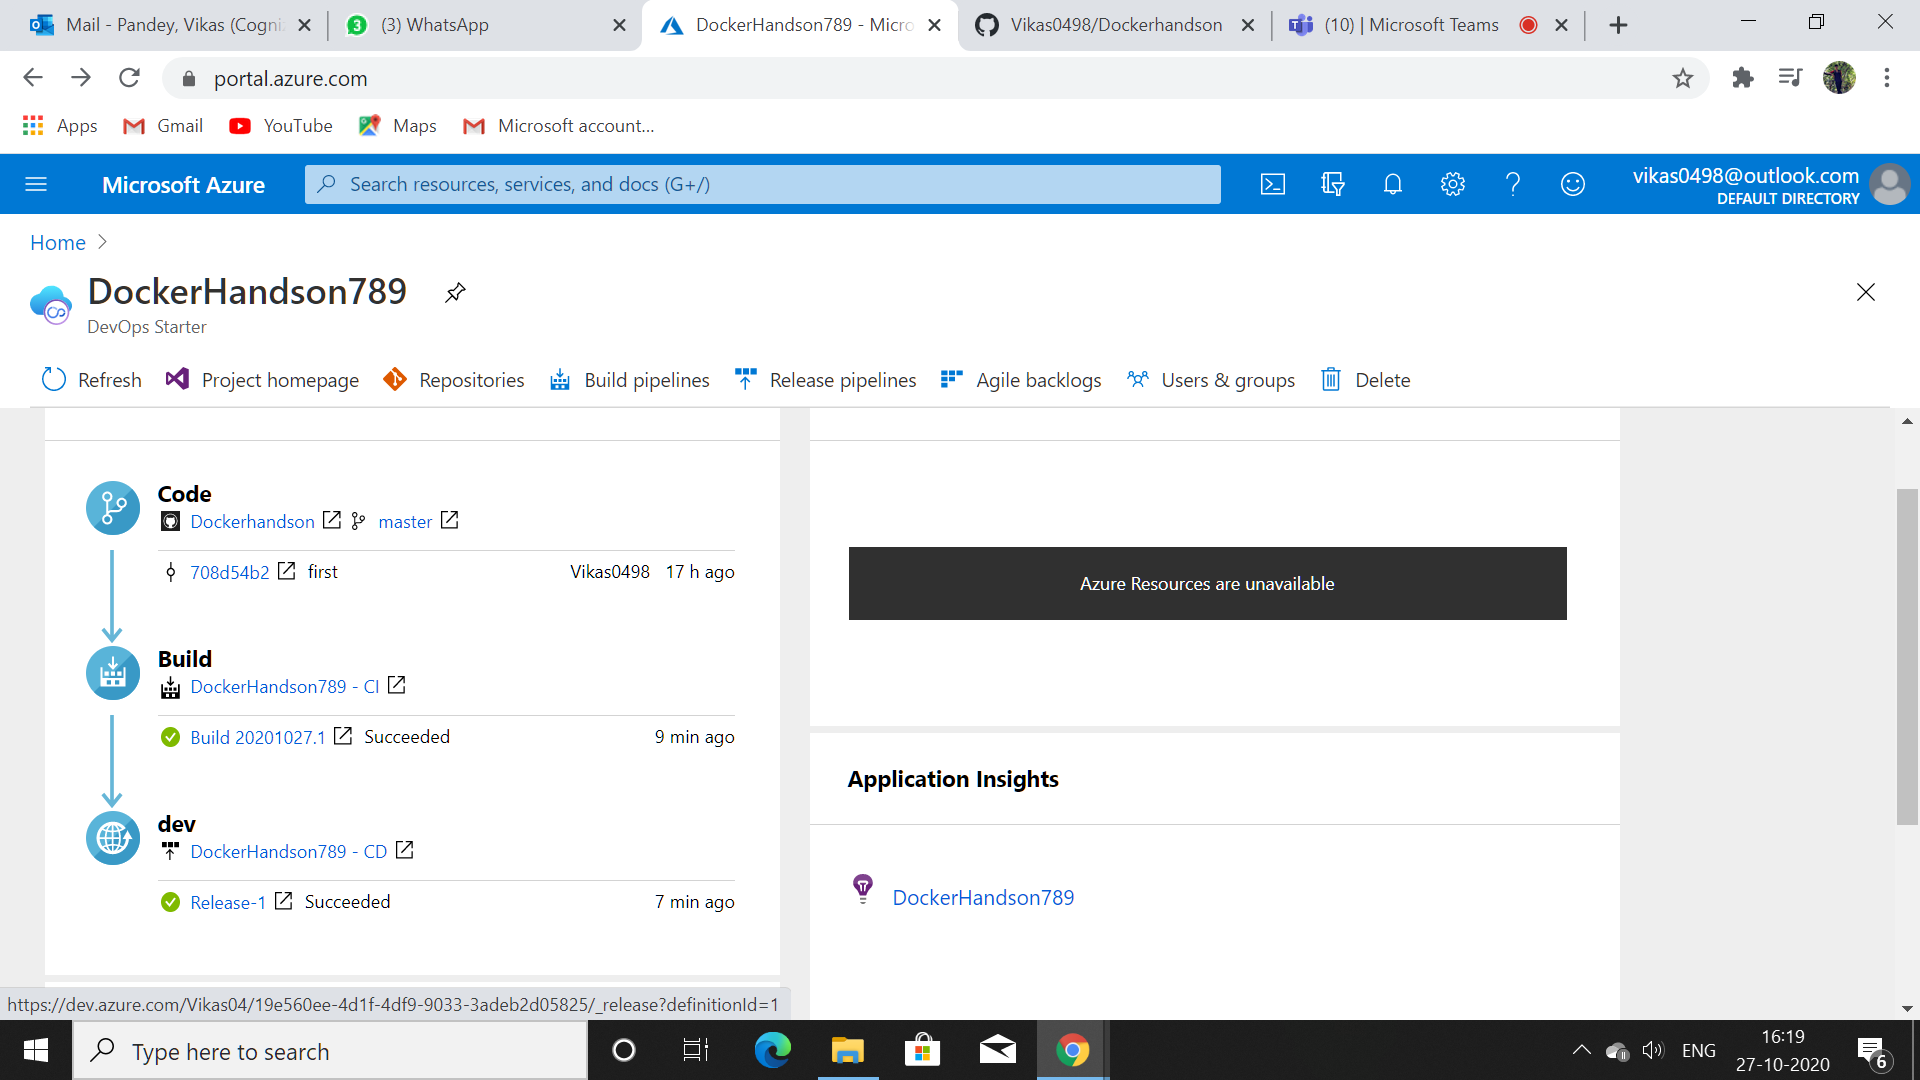 Mail - Pandey, Vikas (Cogni
(3) WhatsApp
DockerHandson789 - Micro
Vikas0498/Dockerhandson
(10) | Microsoft Teams
portal.azure.com
Apps
Gmail
YouTube
Maps
Microsoft account...
Microsoft Azure
Search resources, services, and docs (G+/)
vikas0498@outlook.com
DEFAULT DIRECTORY
Home
DockerHandson789
DevOps Starter
Refresh
Project homepage
Repositories
Build pipelines
Release pipelines
Agile backlogs
Users & groups
Delete
Code
Dockerhandson master
708d54b2 first Vikas0498 17 h ago
Build
DockerHandson789 - CI
Build 20201027.1 Succeeded 9 min ago
dev
DockerHandson789 - CD
Release-1 Succeeded 7 min ago
Azure Resources are unavailable
Application Insights
DockerHandson789
https://dev.azure.com/Vikas04/19e560ee-4d1f-4df9-9033-3adeb2d05825/_release?definitionId=1
Type here to search
ENG
16:19
27-10-2020
6